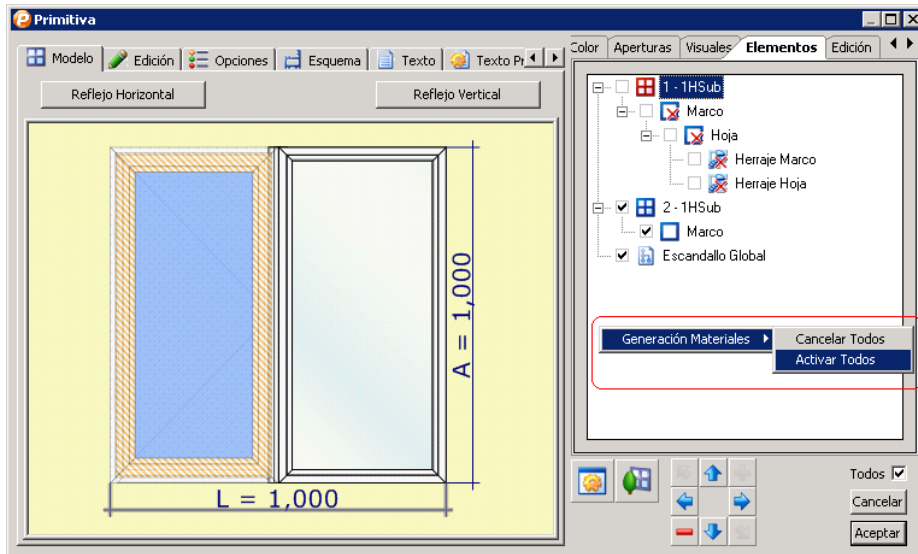 Primitiva
Modelo Edición Opciones Esquema Texto Texto Pr
Color Aperturas Visuales Elementos Edición
Reflejo Horizontal Reflejo Vertical
1 - 1HSub
Marco
Hoja
Herraje Marco
Herraje Hoja
2 - 1HSub
Marco
Escandallo Global
Generación Materiales Cancelar Todos
Activar Todos
A = 1,000
L = 1,000
Todos
Cancelar
Aceptar